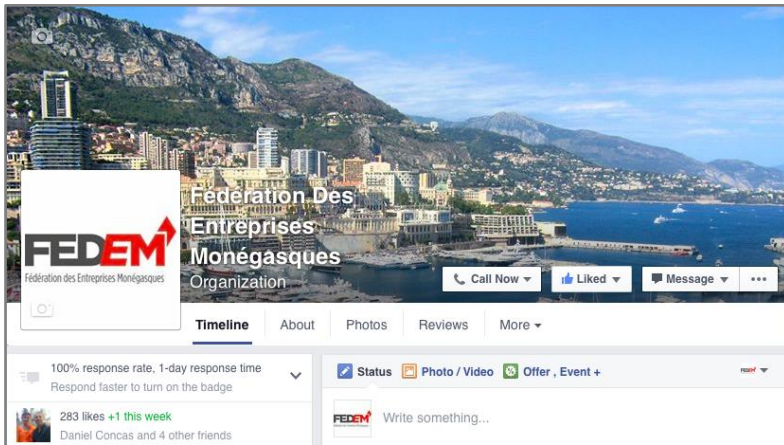 Fédération Des
Entreprises
Monégasques
Organization
FEDEM
Fédération des Entreprises Monégasques
Call Now
Liked
Message
Timeline
About
Photos
Reviews
More
100% response rate, 1-day response time
Respond faster to turn on the badge
283 likes +1 this week
Daniel Concas and 4 other friends
Status
Photo / Video
Offer , Event +
FEDEM
FEDEM
Write something...